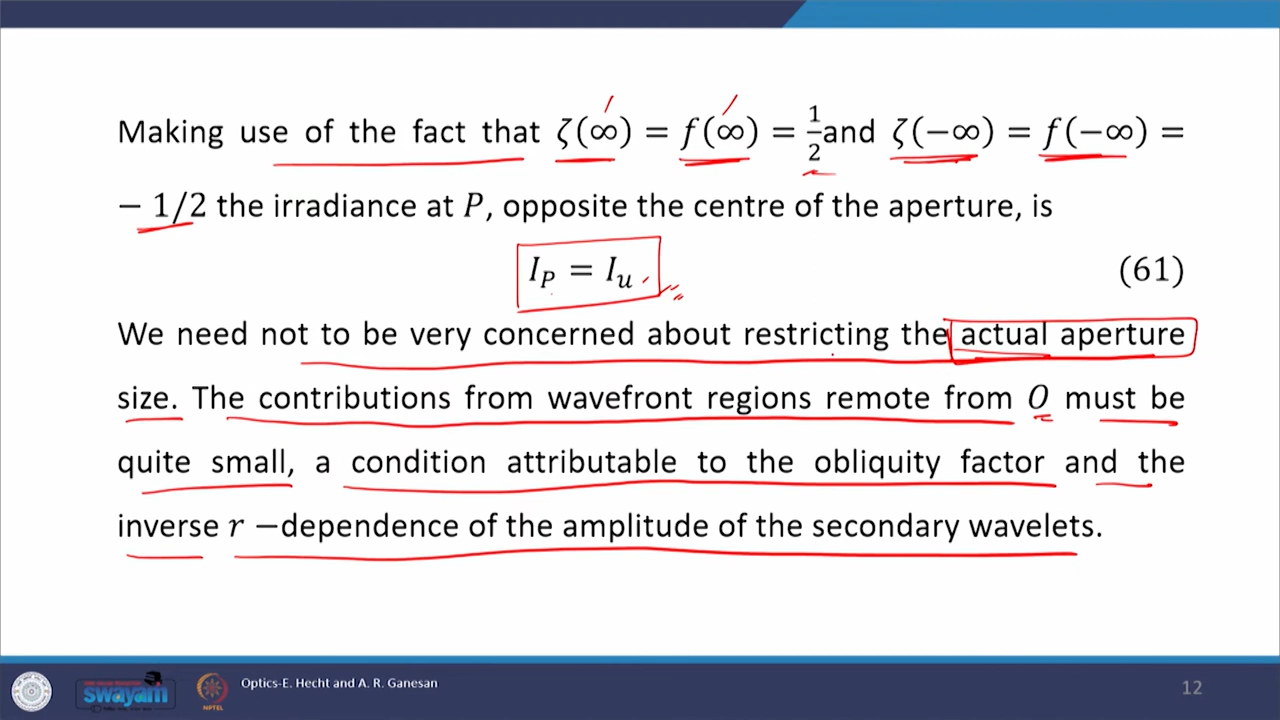 Making use of the fact that ζ(∞) = f(∞) = 1/2 and ζ(−∞) = f(−∞) =
− 1/2 the irradiance at P, opposite the centre of the aperture, is
I_P = I_u (61)
We need not to be very concerned about restricting the actual aperture
size. The contributions from wavefront regions remote from O must be
quite small, a condition attributable to the obliquity factor and the
inverse r −dependence of the amplitude of the secondary wavelets.
swayam
NPTEL
Optics-E. Hecht and A. R. Ganesan
12